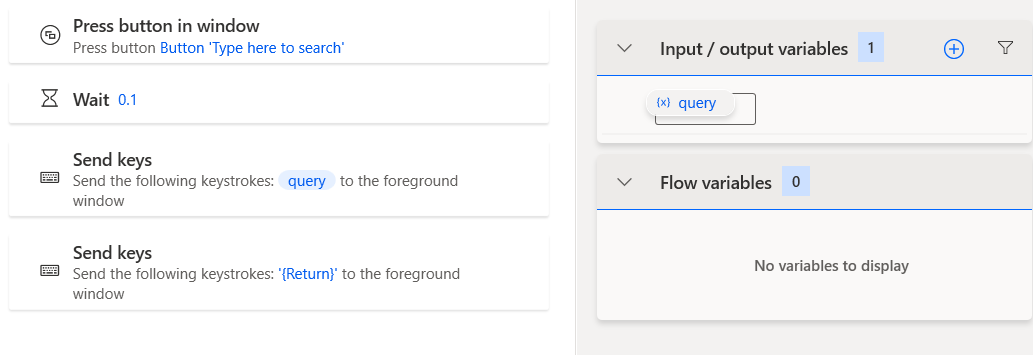 Press button in window
Press button Button 'Type here to search'
Wait 0.1
Send keys
Send the following keystrokes: query to the foreground
window
Send keys
Send the following keystrokes: '{Return}' to the foreground
window
Input / output variables 1
{x} query
Flow variables 0
No variables to display